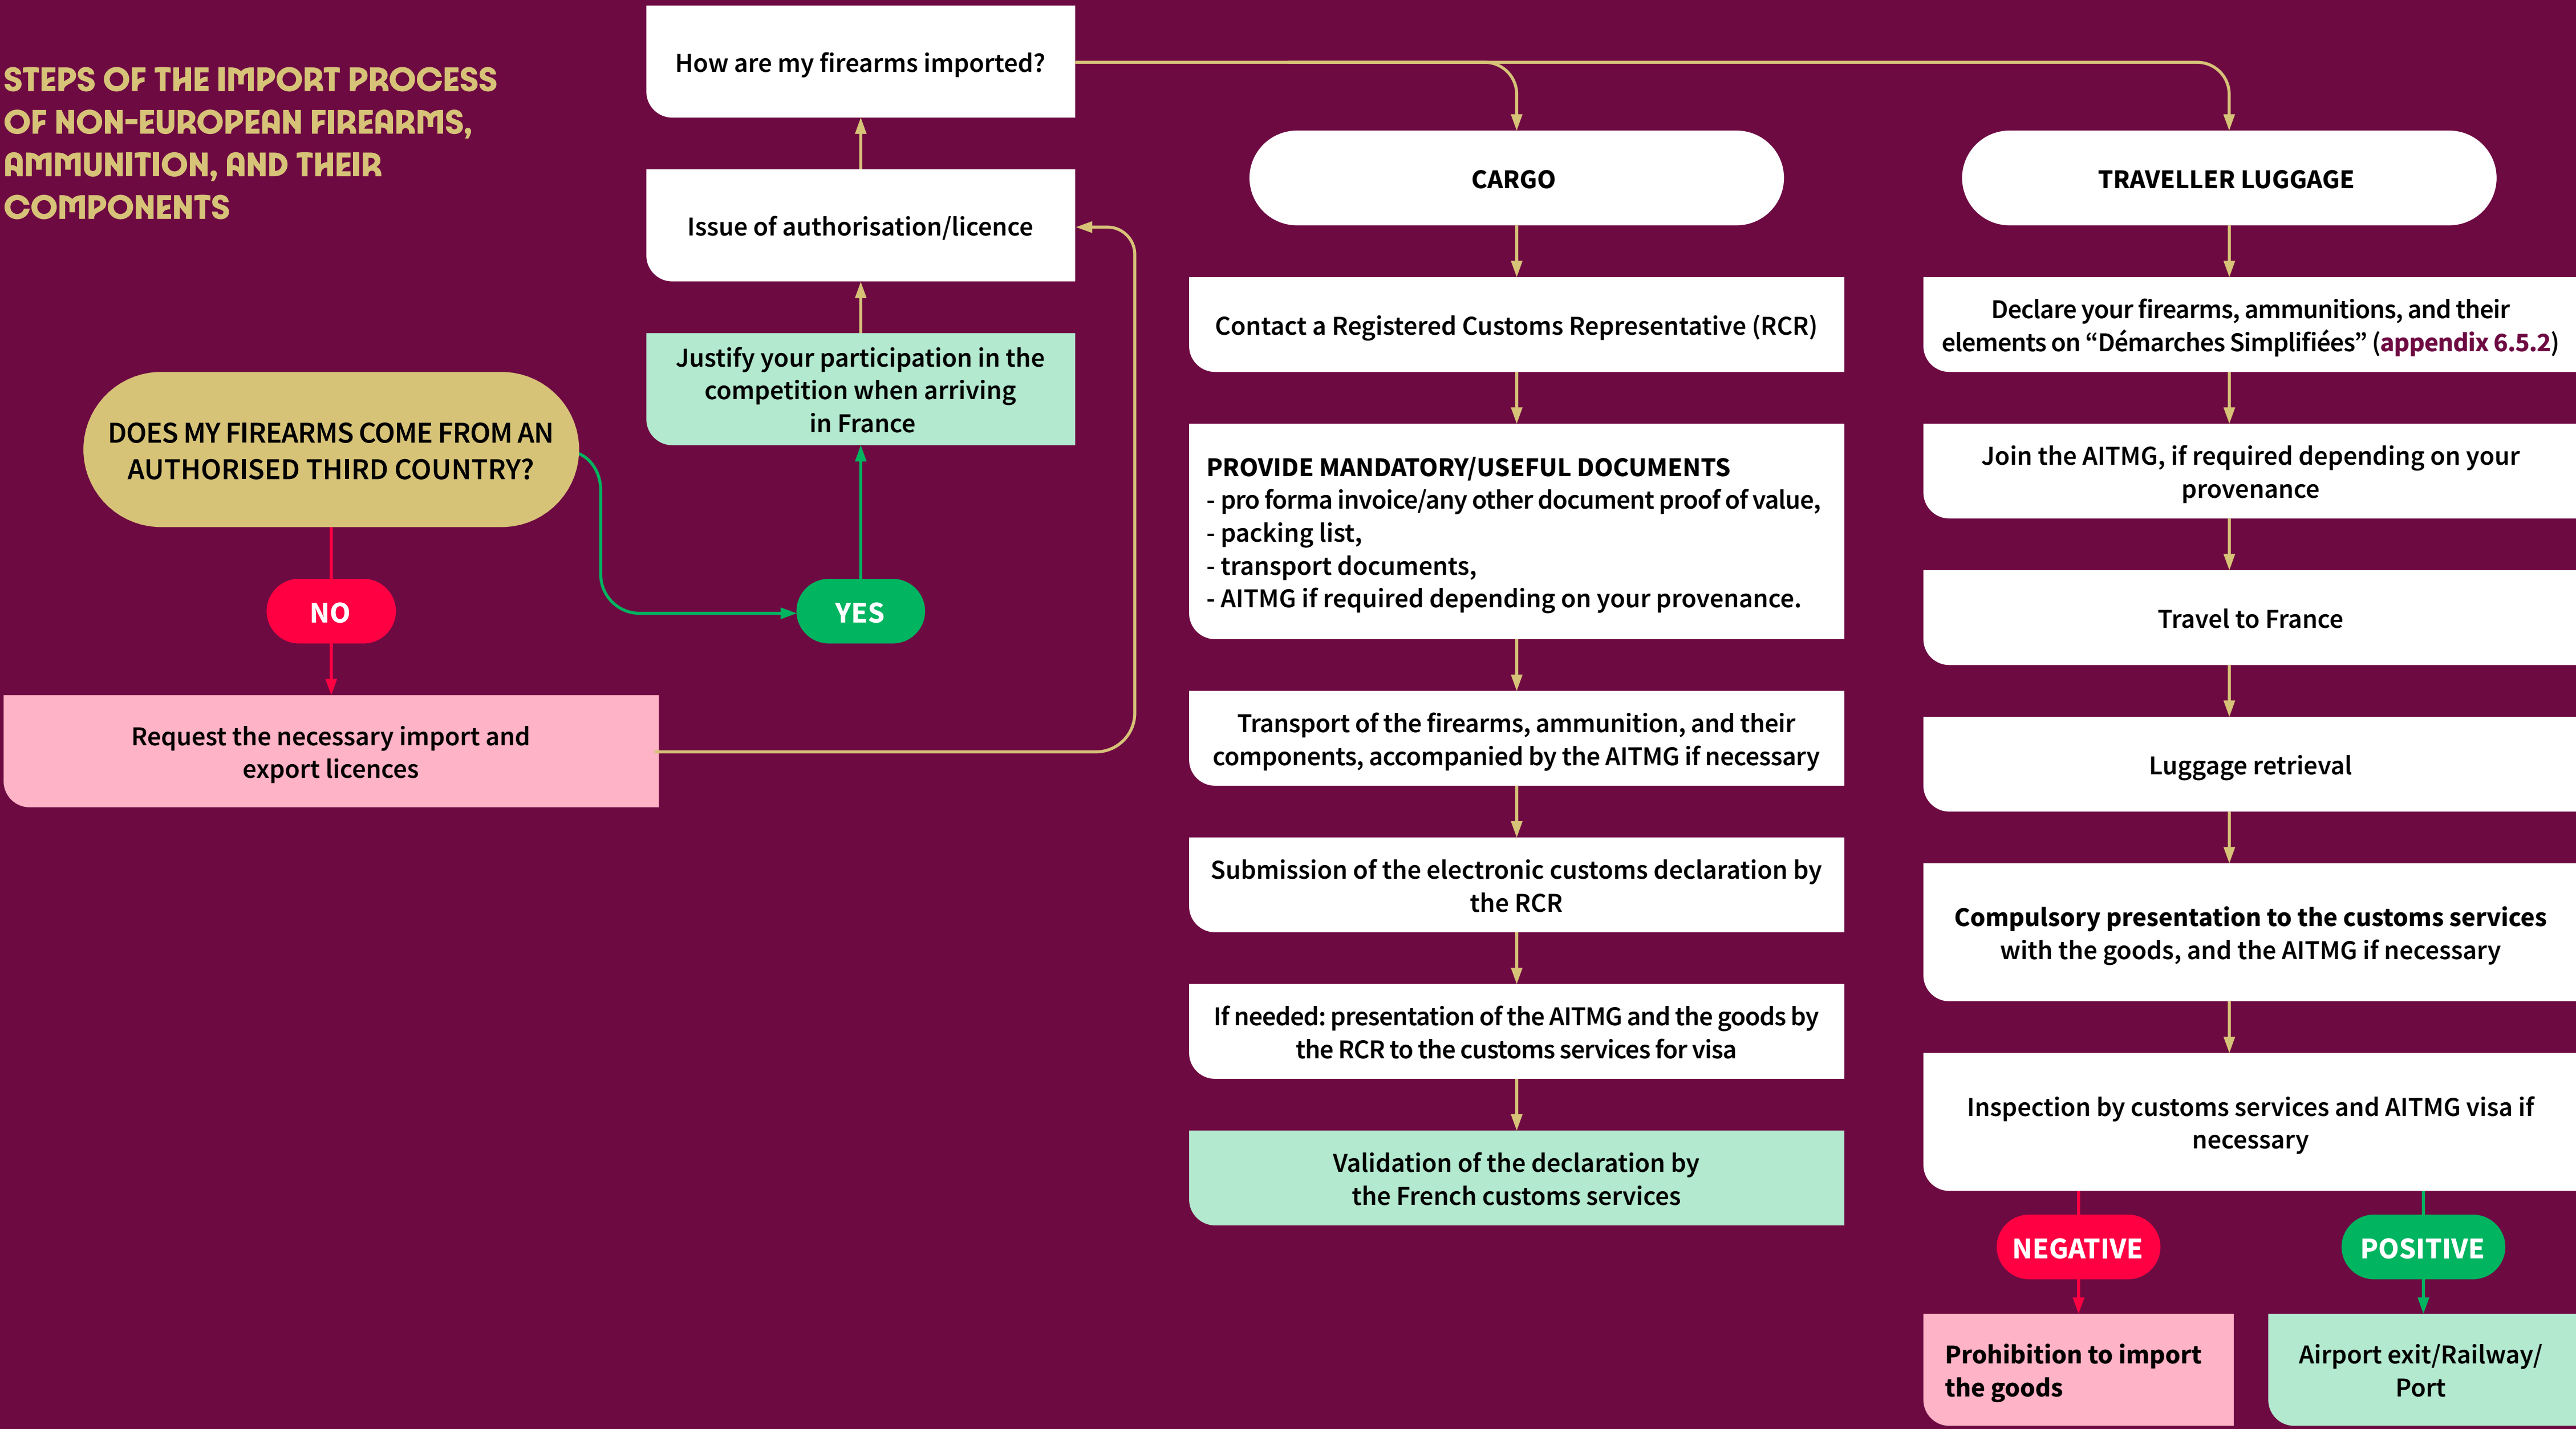 STEPS OF THE IMPORT PROCESS
OF NON-EUROPEAN FIREARMS,
AMMUNITION, AND THEIR
COMPONENTS
DOES MY FIREARMS COME FROM AN
AUTHORISED THIRD COUNTRY?
NO
Request the necessary import and
export licences
YES
Justify your participation in the
competition when arriving
in France
Issue of authorisation/licence
How are my firearms imported?
CARGO
Contact a Registered Customs Representative (RCR)
PROVIDE MANDATORY/USEFUL DOCUMENTS
- pro forma invoice/any other document proof of value,
- packing list,
- transport documents,
- AITMG if required depending on your provenance.
Transport of the firearms, ammunition, and their
components, accompanied by the AITMG if necessary
Submission of the electronic customs declaration by
the RCR
If needed: presentation of the AITMG and the goods by
the RCR to the customs services for visa
Validation of the declaration by
the French customs services
TRAVELLER LUGGAGE
Declare your firearms, ammunitions, and their
elements on “Démarches Simplifiées” (appendix 6.5.2)
Join the AITMG, if required depending on your
provenance
Travel to France
Luggage retrieval
Compulsory presentation to the customs services
with the goods, and the AITMG if necessary
Inspection by customs services and AITMG visa if
necessary
NEGATIVE
Prohibition to import
the goods
POSITIVE
Airport exit/Railway/
Port